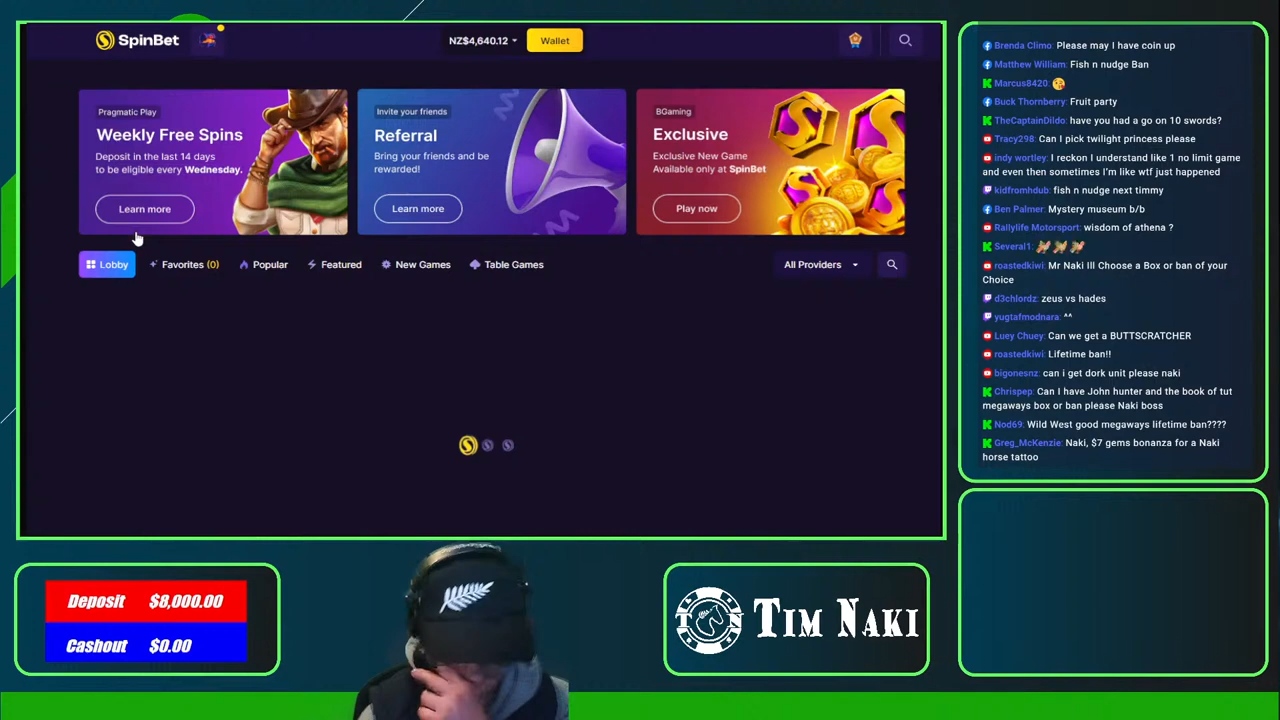 SpinBet
NZ$4,640.12
Wallet
Pragmatic Play
Weekly Free Spins
Deposit in the last 14 days
to be eligible every Wednesday.
Learn more
Invite your friends
Referral
Bring your friends and be
rewarded!
Learn more
BGaming
Exclusive
Exclusive New Game
Available only at SpinBet
Play now
Lobby
Favorites (0)
Popular
Featured
New Games
Table Games
All Providers
Brenda Climo: Please may I have coin up
Matthew William: Fish n nudge Ban
Marcus8420: 😘
Buck Thornberry: Fruit party
TheCaptainDildo: have you had a go on 10 swords?
Tracy298: Can I pick twilight princess please
indy wortley: I reckon I understand like 1 no limit game
and even then sometimes I'm like wtf just happened
kidfromhdub: fish n nudge next timmy
Ben Palmer: Mystery museum b/b
Rallylife Motorsport: wisdom of athena ?
Several1:
roastedkiwi: Mr Naki Ill Choose a Box or ban of your
Choice
d3chlordz: zeus vs hades
yugtafmodnara: ^^
Luey Chuey: Can we get a BUTTSCRATCHER
roastedkiwi: Lifetime ban!!
bigonesnz: can i get dork unit please naki
Chrispep: Can I have John hunter and the book of tut
megaways box or ban please Naki boss
Nod69: Wild West good megaways lifetime ban????
Greg_McKenzie: Naki, $7 gems bonanza for a Naki
horse tattoo
Deposit $8,000.00
Cashout $0.00
TIM NAKI